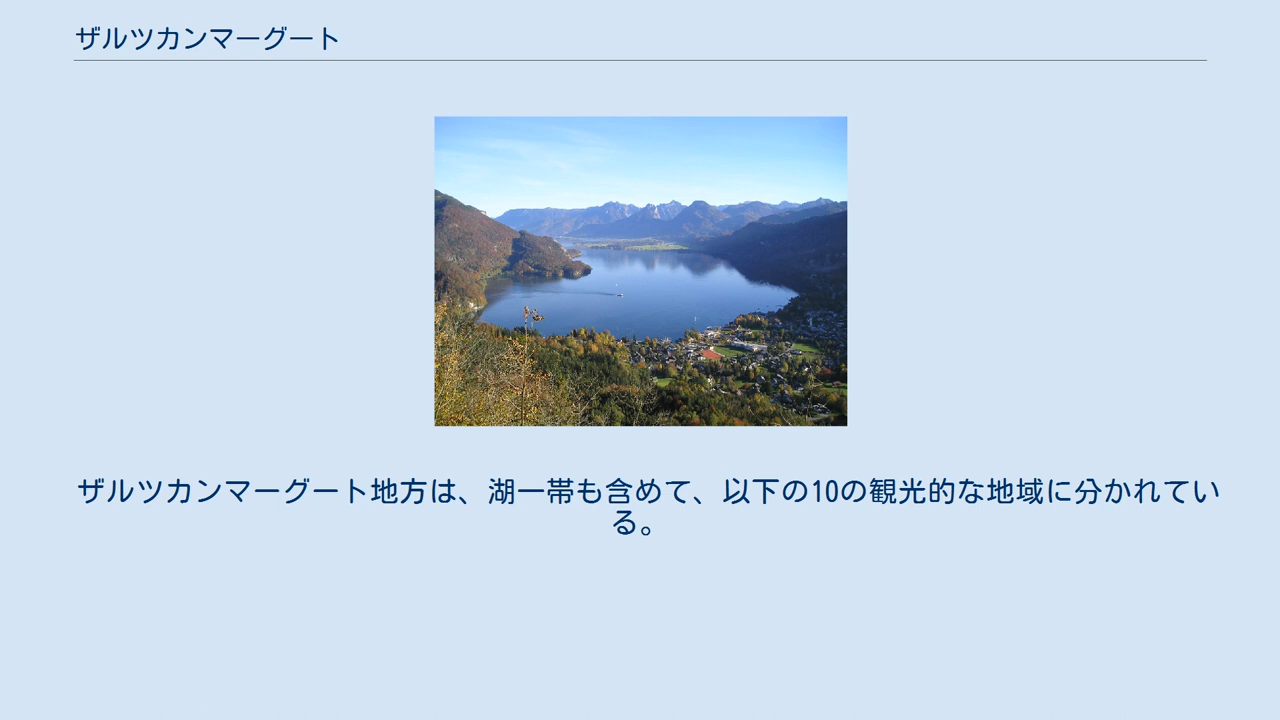 ザルツカンマーグート
ザルツカンマーグート地方は、湖一帯も含めて、以下の10の観光的な地域に分かれてい
る。